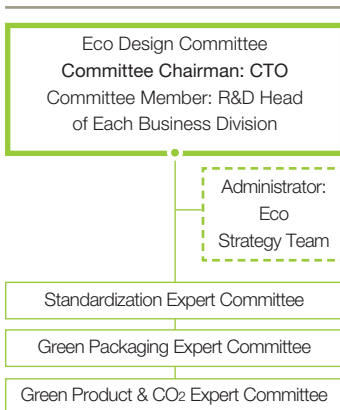 Eco Design Committee
Committee Chairman: CTO
Committee Member: R&D Head
of Each Business Division
Administrator:
Eco
Strategy Team
Standardization Expert Committee
Green Packaging Expert Committee
Green Product & CO2 Expert Committee